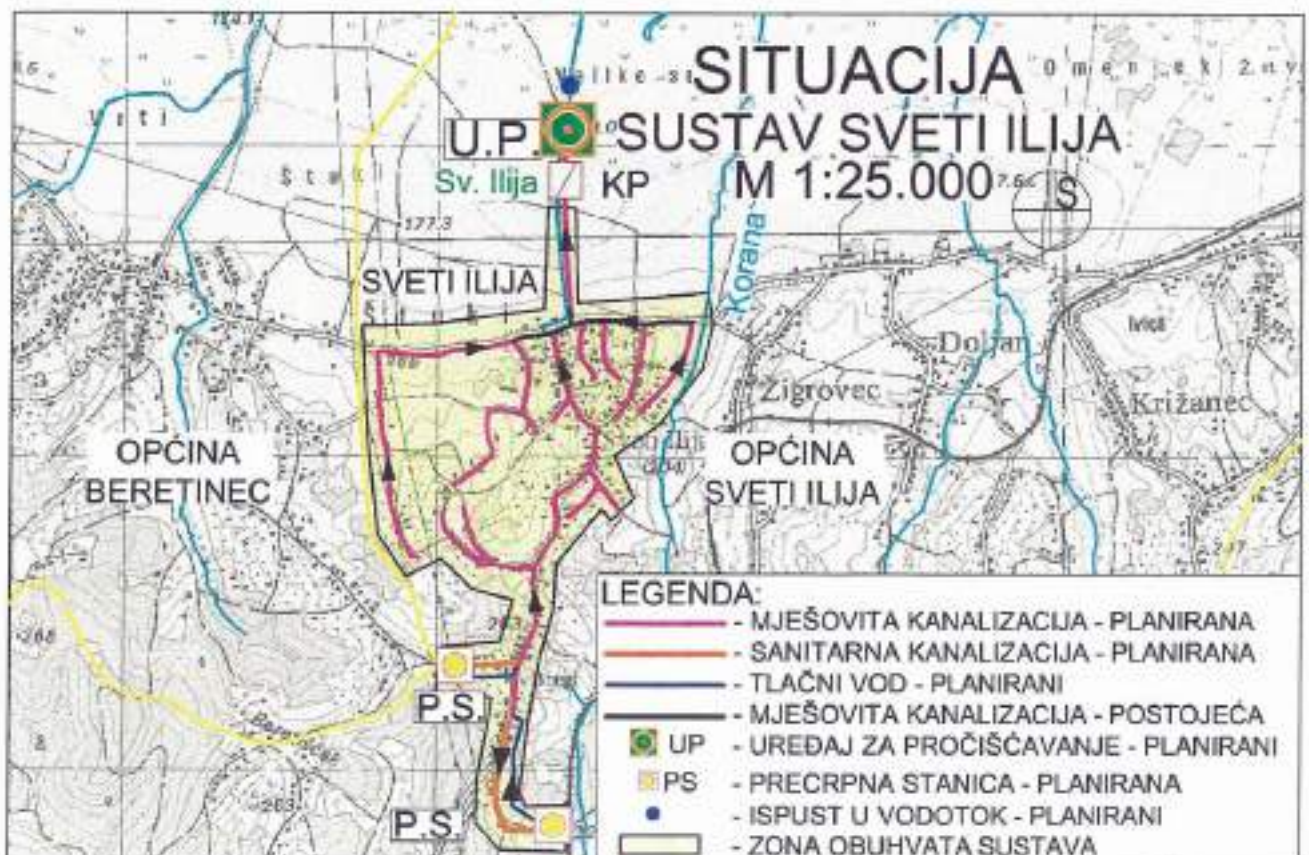 SITUACIJA
SUSTAV SVETI ILIJA
M 1:25.000
S
U.P.
Sv. Ilija
KP
177.3
Korana
SVETI ILIJA
Doljan
Žigrovec
Križanec
OPĆINA
BERETINEC
OPĆINA
SVETI ILIJA
P.S.
P.S.
268
263
LEGENDA:
- MJEŠOVITA KANALIZACIJA - PLANIRANA
- SANITARNA KANALIZACIJA - PLANIRANA
- TLAČNI VOD - PLANIRANI
- MJEŠOVITA KANALIZACIJA - POSTOJEĆA
UP - UREĐAJ ZA PROČIŠĆAVANJE - PLANIRANI
PS - PRECRPNA STANICA - PLANIRANA
- ISPUST U VODOTOK - PLANIRANI
- ZONA OBUHVATA SUSTAVA